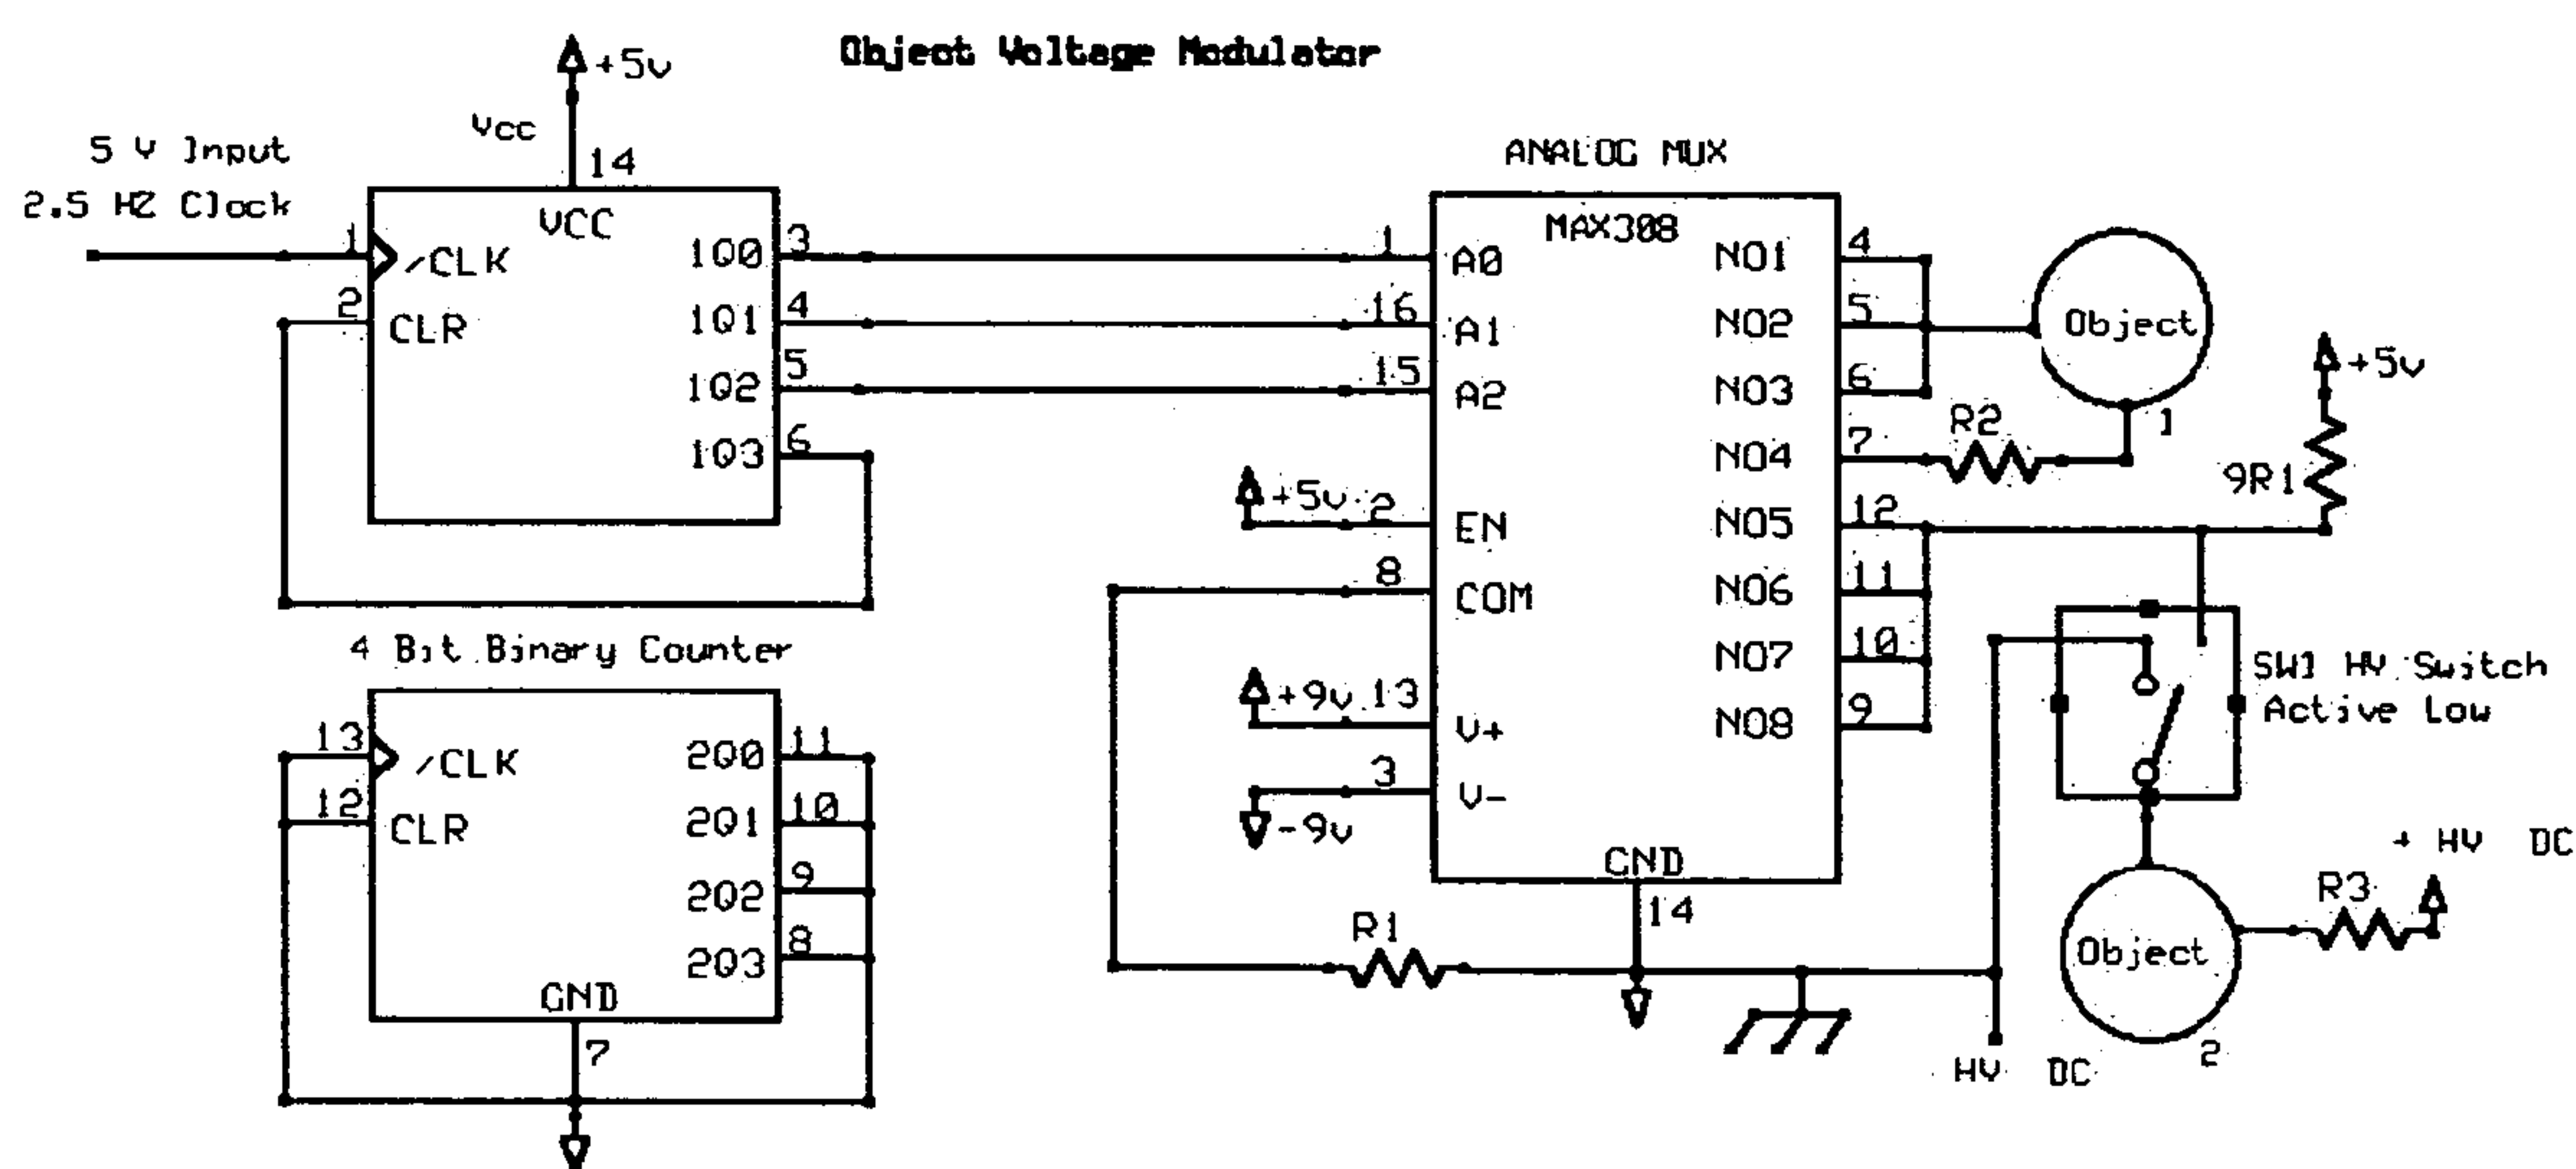 Object Voltage Modulator
+5v
Vcc
14
5 V Input
2.5 HZ Clock
1
2
/CLK
CLR
VCC
1Q0
1Q1
1Q2
1Q3
3
4
5
6
4 Bit Binary Counter
13
12
/CLK
CLR
2Q0
2Q1
2Q2
2Q3
11
10
9
8
GND
7
ANALOG MUX
MAX308
1
16
15
+5v
2
8
+9v
13
3
-9v
A0
A1
A2
EN
COM
V+
V-
GND
14
NO1
NO2
NO3
NO4
NO5
NO6
NO7
NO8
4
5
6
7
12
11
10
9
Object
1
R2
+5v
9R1
SW1 HV Switch
Active Low
+ HV DC
R3
Object
2
R1
HV DC